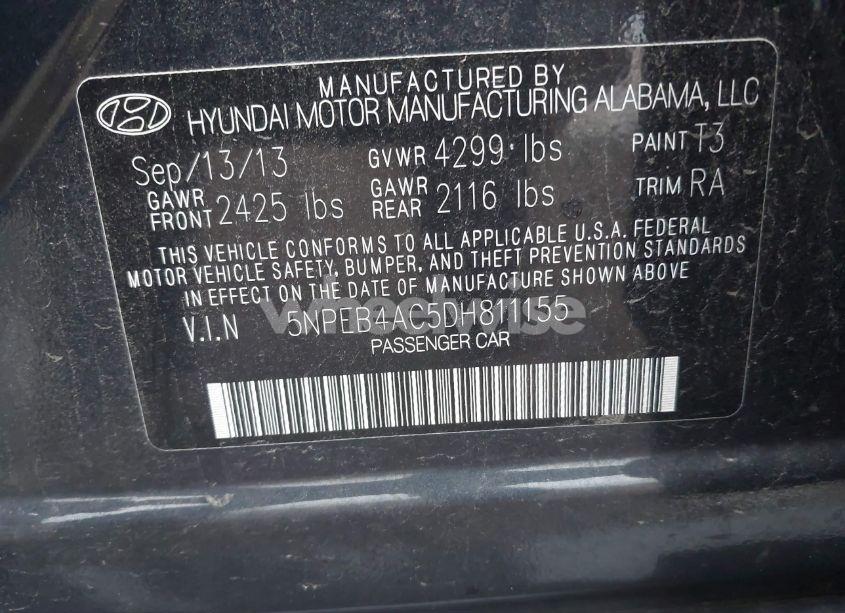 MANUFACTURED BY
HYUNDAI MOTOR MANUFACTURING ALABAMA, LLC
Sep/13/13 GVWR 4299 lbs PAINT T3
GAWR FRONT 2425 lbs GAWR REAR 2116 lbs TRIM RA
THIS VEHICLE CONFORMS TO ALL APPLICABLE U.S.A. FEDERAL
MOTOR VEHICLE SAFETY, BUMPER, AND THEFT PREVENTION STANDARDS
IN EFFECT ON THE DATE OF MANUFACTURE SHOWN ABOVE
V.I.N 5NPEB4AC5DH811155
wheelwise
PASSENGER CAR